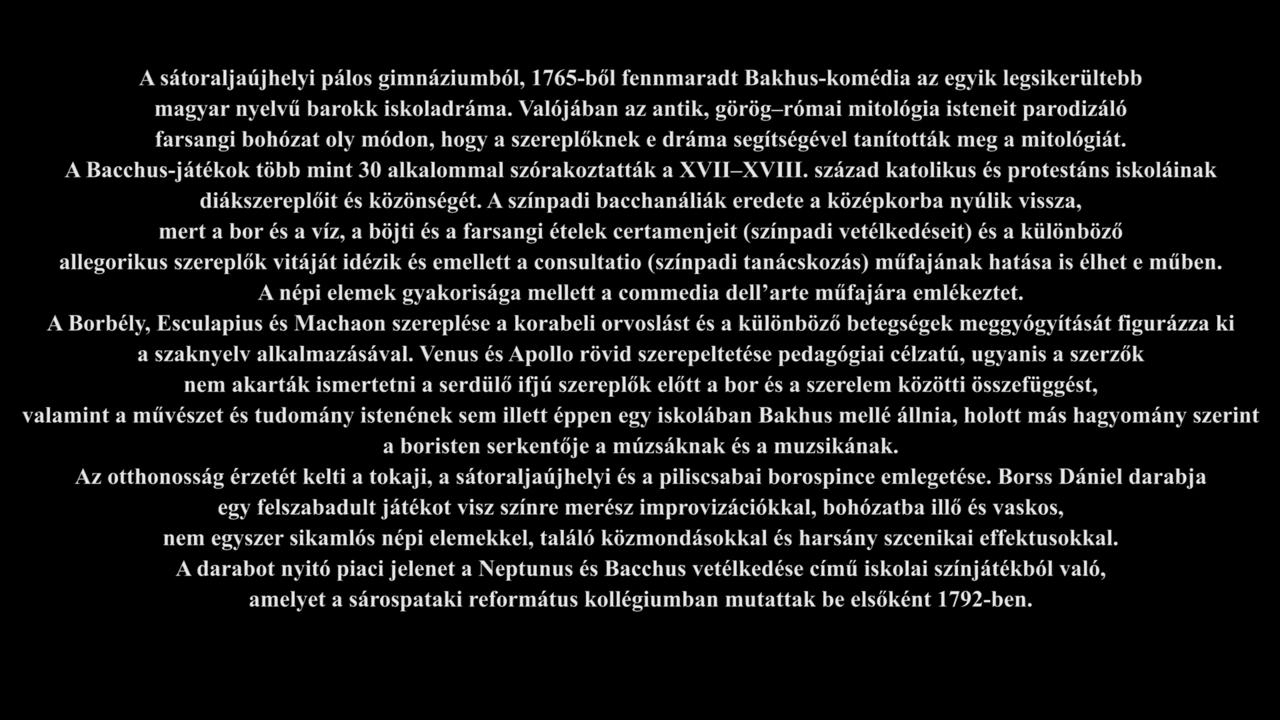 A sátoraljaújhelyi pálos gimnáziumból, 1765-ből fennmaradt Bakhus-komédia az egyik legsikerültebb
magyar nyelvű barokk iskoladráma. Valójában az antik, görög–római mitológia isteneit parodizáló
farsangi bohózat oly módon, hogy a szereplőknek e dráma segítségével tanították meg a mitológiát.
A Bacchus-játékok több mint 30 alkalommal szórakoztatták a XVII–XVIII. század katolikus és protestáns iskoláinak
diákszereplőit és közönségét. A színpadi bacchanáliák eredete a középkorba nyúlik vissza,
mert a bor és a víz, a böjti és a farsangi ételek certamenjeit (színpadi vetélkedéseit) és a különböző
allegorikus szereplők vitáját idézik és emellett a consultatio (színpadi tanácskozás) műfajának hatása is élhet e műben.
A népi elemek gyakorisága mellett a commedia dell’arte műfajára emlékeztet.
A Borbély, Esculapius és Machaon szereplése a korabeli orvoslást és a különböző betegségek meggyógyítását figurázza ki
a szaknyelv alkalmazásával. Venus és Apollo rövid szerepeltetése pedagógiai célzatú, ugyanis a szerzők
nem akarták ismertetni a serdülő ifjú szereplők előtt a bor és a szerelem közötti összefüggést,
valamint a művészet és tudomány istenének sem illett éppen egy iskolában Bakhus mellé állnia, holott más hagyomány szerint
a boristen serkentője a múzsáknak és a muzsikának.
Az otthonosság érzetét kelti a tokaji, a sátoraljaújhelyi és a piliscsabai borospince emlegetése. Borss Dániel darabja
egy felszabadult játékot visz színre merész improvizációkkal, bohózatba illő és vaskos,
nem egyszer sikamlós népi elemekkel, találó közmondásokkal és harsány szcenikai effektusokkal.
A darabot nyitó piaci jelenet a Neptunus és Bacchus vetélkedése című iskolai színjátékból való,
amelyet a sárospataki református kollégiumban mutattak be elsőként 1792-ben.